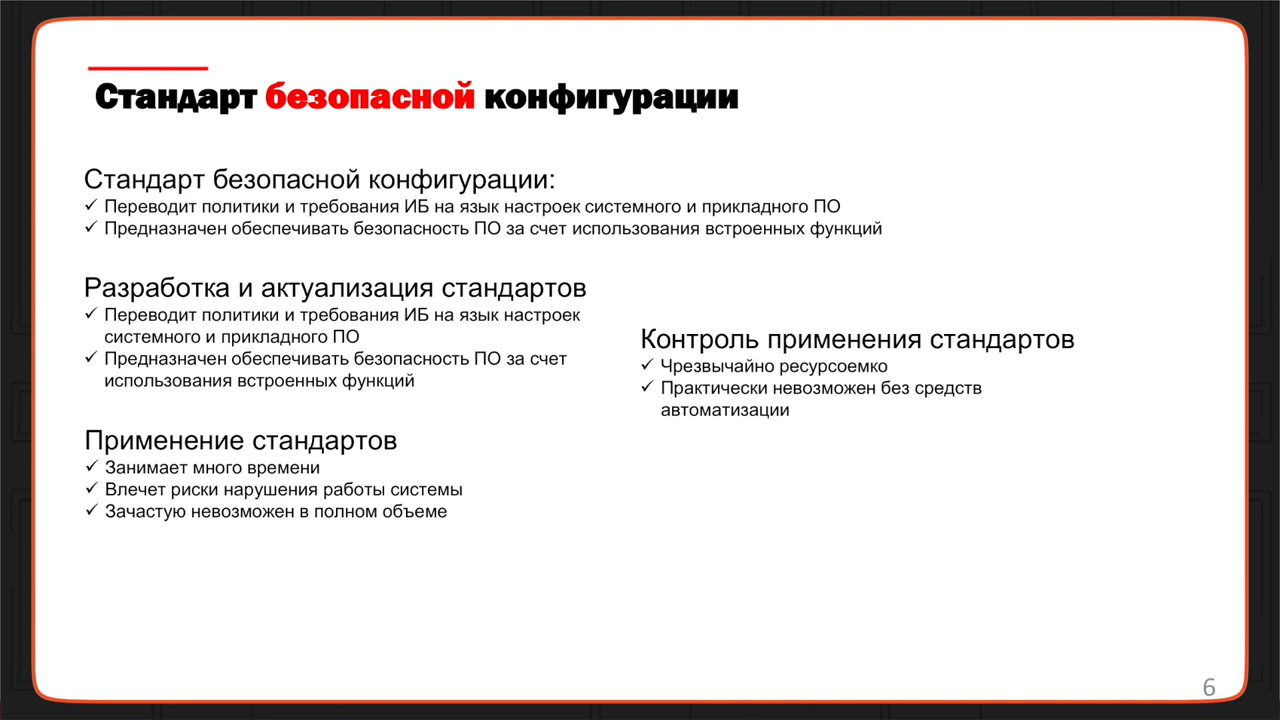 Стандарт безопасной конфигурации
Стандарт безопасной конфигурации:
✓ Переводит политики и требования ИБ на язык настроек системного и прикладного ПО
✓ Предназначен обеспечивать безопасность ПО за счет использования встроенных функций
Разработка и актуализация стандартов
✓ Переводит политики и требования ИБ на язык настроек
системного и прикладного ПО
✓ Предназначен обеспечивать безопасность ПО за счет
использования встроенных функций
Применение стандартов
✓ Занимает много времени
✓ Влечет риски нарушения работы системы
✓ Зачастую невозможен в полном объеме
Контроль применения стандартов
✓ Чрезвычайно ресурсоемко
✓ Практически невозможен без средств
автоматизации
6